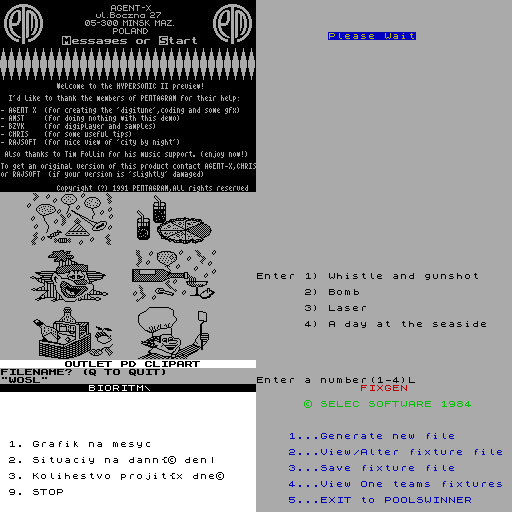 AGENT-X
ul.Boczna 27
05-300 MINSK MAZ.
POLAND
Messages or Start
Welcome to the HYPERSONIC II preview!
I'd like to thank the members of PENTAGRAM for their help:
- AGENT X (for creating the 'digitune',coding and some gfx)
- AMST (for doing nothing with this demo)
- BZYK (for digiplayer and samples)
- CHRIS (for some useful tips)
- RAJSOFT (for nice view of 'city by night')
Also thanks to Tim Follin for his music support. (enjoy now!)
To get an original version of this product contact AGENT-X,CHRIS
or RAJSOFT (if your version is 'slightly' damaged)
Copyright (?) 1991 PENTAGRAM,All rights reserved
Please Wait
Enter 1) Whistle and gunshot
2) Bomb
3) Laser
4) A day at the seaside
Enter a number(1-4)L
OUTLET PD CLIPART
FILENAME? (Q TO QUIT)
"WOSL"
BIORITM\
1. Grafik na mesyc
2. Situaciy na dann{© den|
3. Kolihestvo projit{x dne©
9. STOP
FIXGEN
© SELEC SOFTWARE 1984
1...Generate new file
2...View/Alter fixture file
3...Save fixture file
4...View One teams fixtures
5...EXIT to POOLSWINNER